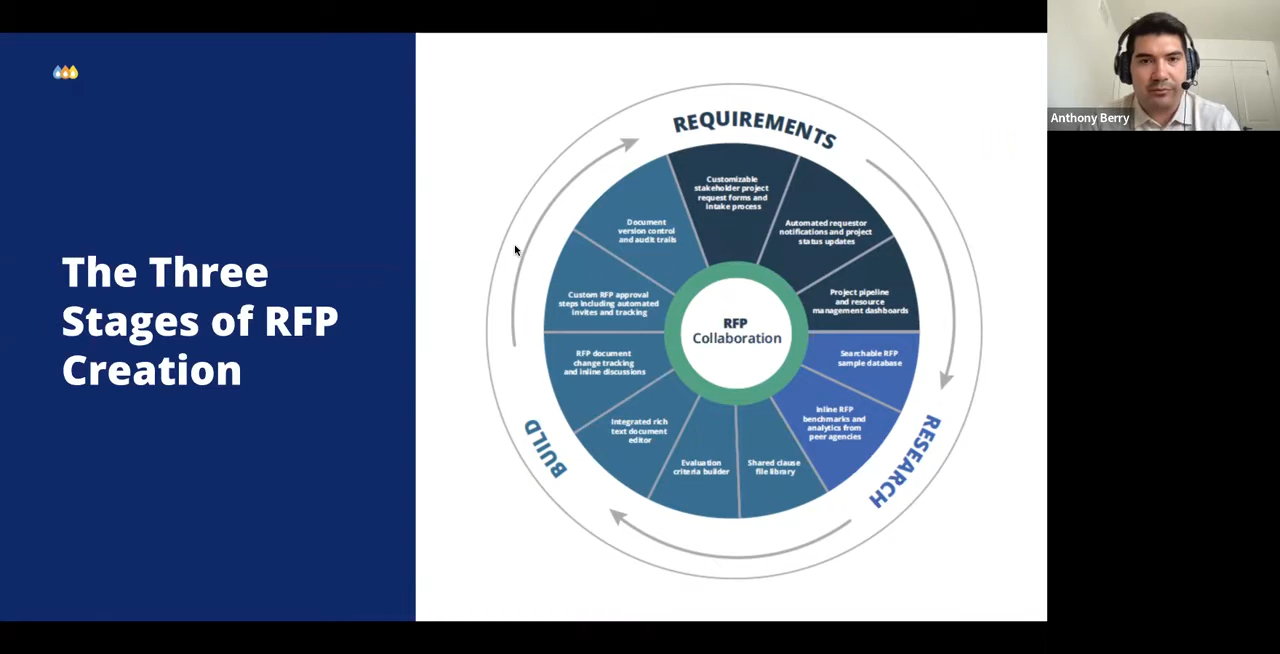 The Three
Stages of RFP
Creation
REQUIREMENTS
Customizable
stakeholder project
request forms and
intake process
Automated requestor
notifications and project
status updates
Project pipeline
and resource
management dashboards
RESEARCH
Searchable RFP
sample database
Inline RFP
benchmarks and
analytics from
peer agencies
BUILD
Shared clause
file library
Evaluation
criteria builder
Integrated rich
text document
editor
RFP document
change tracking
and inline discussions
Custom RFP approval
steps including automated
invites and tracking
Document
version control
and audit trails
RFP
Collaboration
Anthony Berry